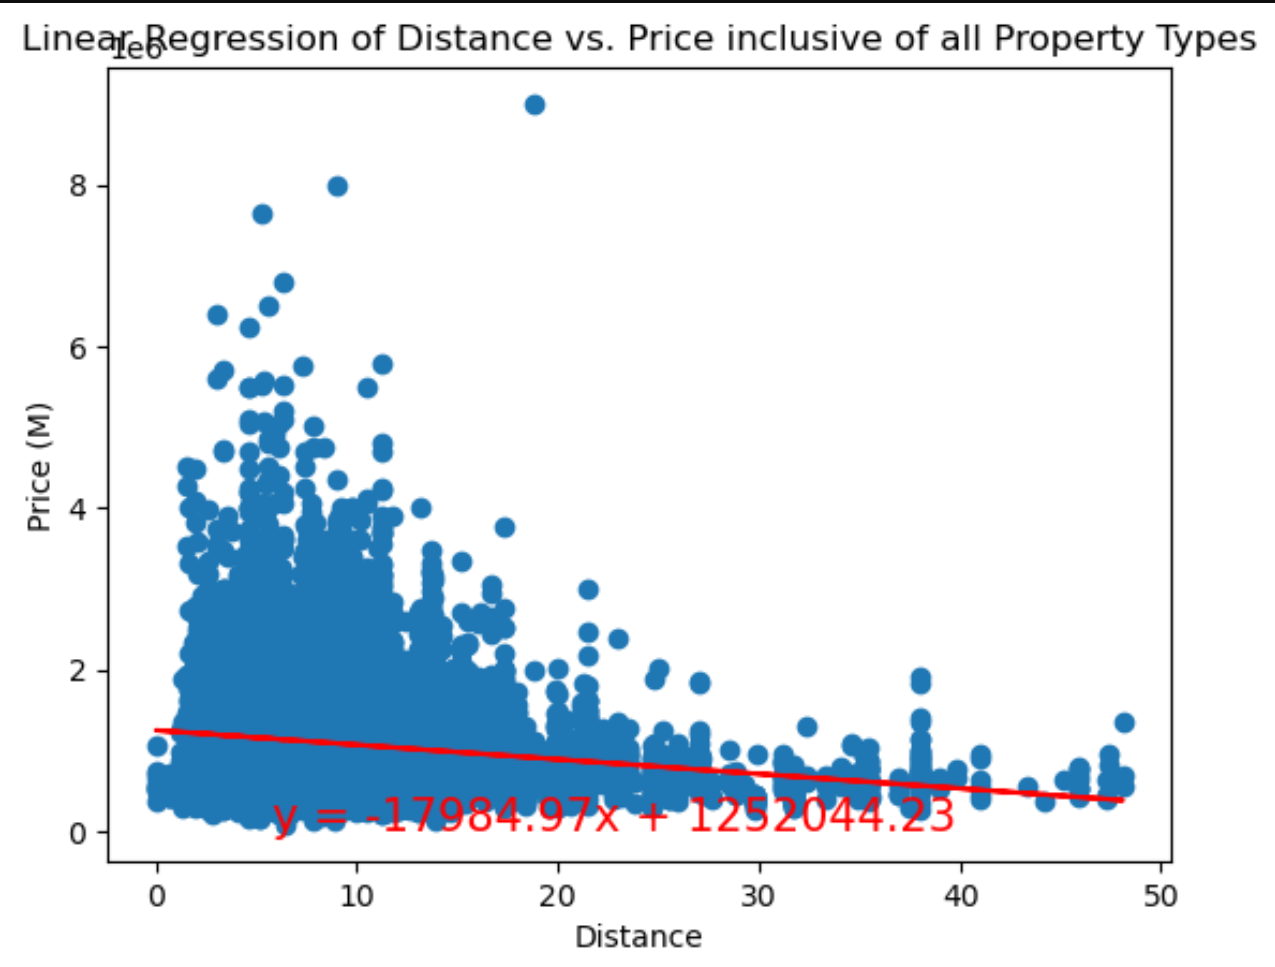 Linear Regression of Distance vs. Price inclusive of all Property Types
1e6
8
6
4
2
0
Price (M)
y = -17984.97x + 1252044.23
0 10 20 30 40 50
Distance